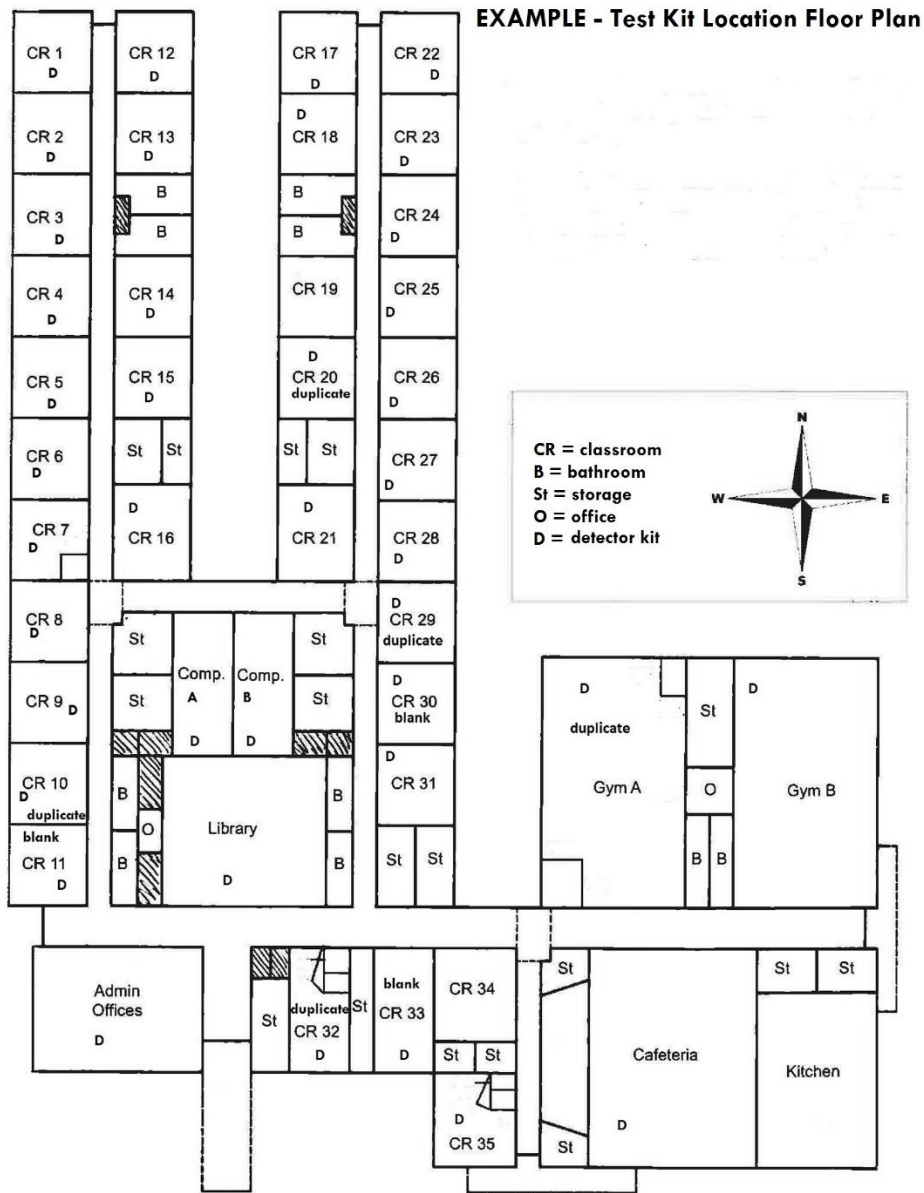 EXAMPLE - Test Kit Location Floor Plan
CR 1
D
CR 12
D
CR 17
D
CR 22
D
CR 2
D
CR 13
D
D
CR 18
CR 23
D
CR 3
D
B
B
B
B
CR 24
D
CR 4
D
CR 14
D
CR 19
CR 25
D
CR 5
D
CR 15
D
D
CR 20
duplicate
CR 26
D
CR 6
D
St
St
St
St
CR 27
D
CR 7
D
D
CR 16
D
CR 21
CR 28
D
CR = classroom
B = bathroom
St = storage
O = office
D = detector kit
N
W
E
S
CR 8
D
St
Comp.
A
D
Comp.
B
D
St
D
CR 29
duplicate
CR 9
D
St
St
D
CR 30
blank
CR 10
D
duplicate
B
O
Library
D
B
D
CR 31
blank
CR 11
D
B
B
St
St
D
duplicate
Gym A
St
O
B
B
D
Gym B
Admin
Offices
D
St
duplicate
CR 32
D
St
blank
CR 33
D
CR 34
St
St
D
CR 35
St
St
Cafeteria
D
St
St
Kitchen